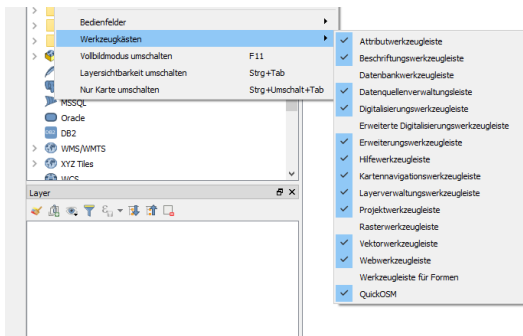 Bedienfelder
Werkzeugkästen
Vollbildmodus umschalten F11
Layersichtbarkeit umschalten Strg+Tab
Nur Karte umschalten Strg+Umschalt+Tab
MSSQL
Oracle
DB2
WMS/WMTS
XYZ Tiles
WCS
Layer
Attributwerkzeugleiste
Beschriftungswerkzeugleiste
Datenbankwerkzeugleiste
Datenquellenverwaltungsleiste
Digitalisierungswerkzeugleiste
Erweiterte Digitalisierungswerkzeugleiste
Erweiterungswerkzeugleiste
Hilfewerkzeugleiste
Kartennavigationswerkzeugleiste
Layerverwaltungswerkzeugleiste
Projektwerkzeugleiste
Rasterwerkzeugleiste
Vektorwerkzeugleiste
Webwerkzeugleiste
Werkzeugleiste für Formen
QuickOSM